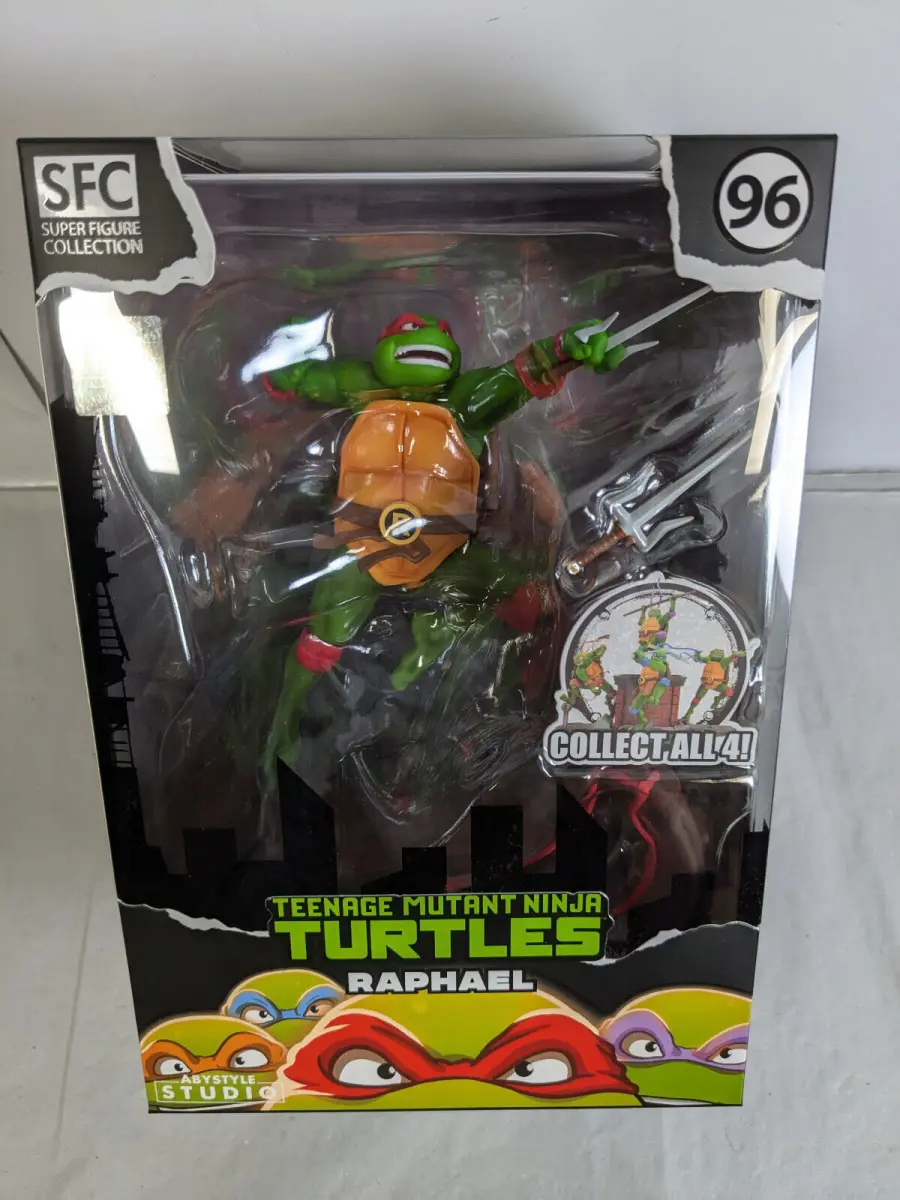 SFC
SUPER FIGURE
COLLECTION
96
R
COLLECT ALL 4!
TEENAGE MUTANT NINJA
TURTLES
RAPHAEL
ABYSTYLE
STUDIO